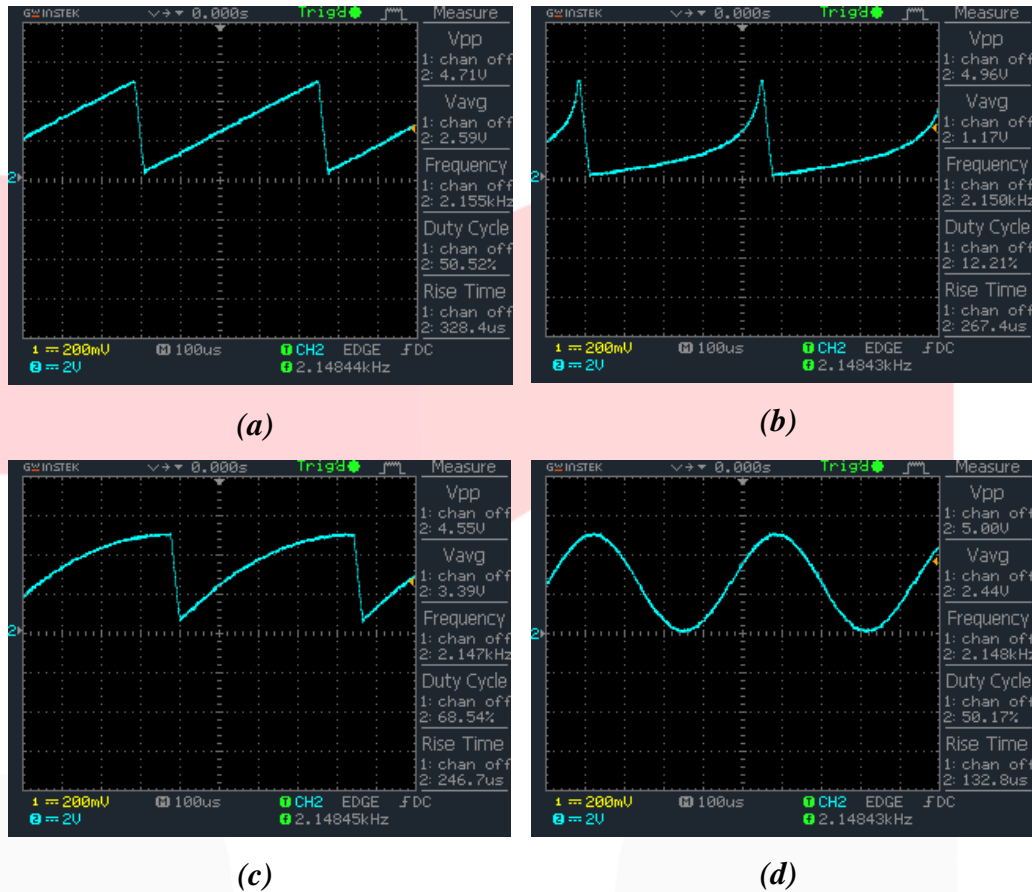 GWINSTEK 0.000s Trig'd Measure
Vpp
1: chan off
2: 4.71V
Vavg
1: chan off
2: 2.59V
Frequency
1: chan off
2: 2.155kHz
Duty Cycle
1: chan off
2: 50.52%
Rise Time
1: chan off
2: 328.4us
2
1 200mV M 100us T CH2 EDGE DC
2 2V f 2.14844kHz
(a)
GWINSTEK 0.000s Trig'd Measure
Vpp
1: chan off
2: 4.96V
Vavg
1: chan off
2: 1.17V
Frequency
1: chan off
2: 2.150kHz
Duty Cycle
1: chan off
2: 12.21%
Rise Time
1: chan off
2: 267.4us
2
1 200mV M 100us T CH2 EDGE DC
2 2V f 2.14843kHz
(b)
GWINSTEK 0.000s Trig'd Measure
Vpp
1: chan off
2: 4.55V
Vavg
1: chan off
2: 3.39V
Frequency
1: chan off
2: 2.147kHz
Duty Cycle
1: chan off
2: 68.54%
Rise Time
1: chan off
2: 246.7us
2
1 200mV M 100us T CH2 EDGE DC
2 2V f 2.14845kHz
(c)
GWINSTEK 0.000s Trig'd Measure
Vpp
1: chan off
2: 5.00V
Vavg
1: chan off
2: 2.44V
Frequency
1: chan off
2: 2.148kHz
Duty Cycle
1: chan off
2: 50.17%
Rise Time
1: chan off
2: 132.8us
2
1 200mV M 100us T CH2 EDGE DC
2 2V f 2.14843kHz
(d)